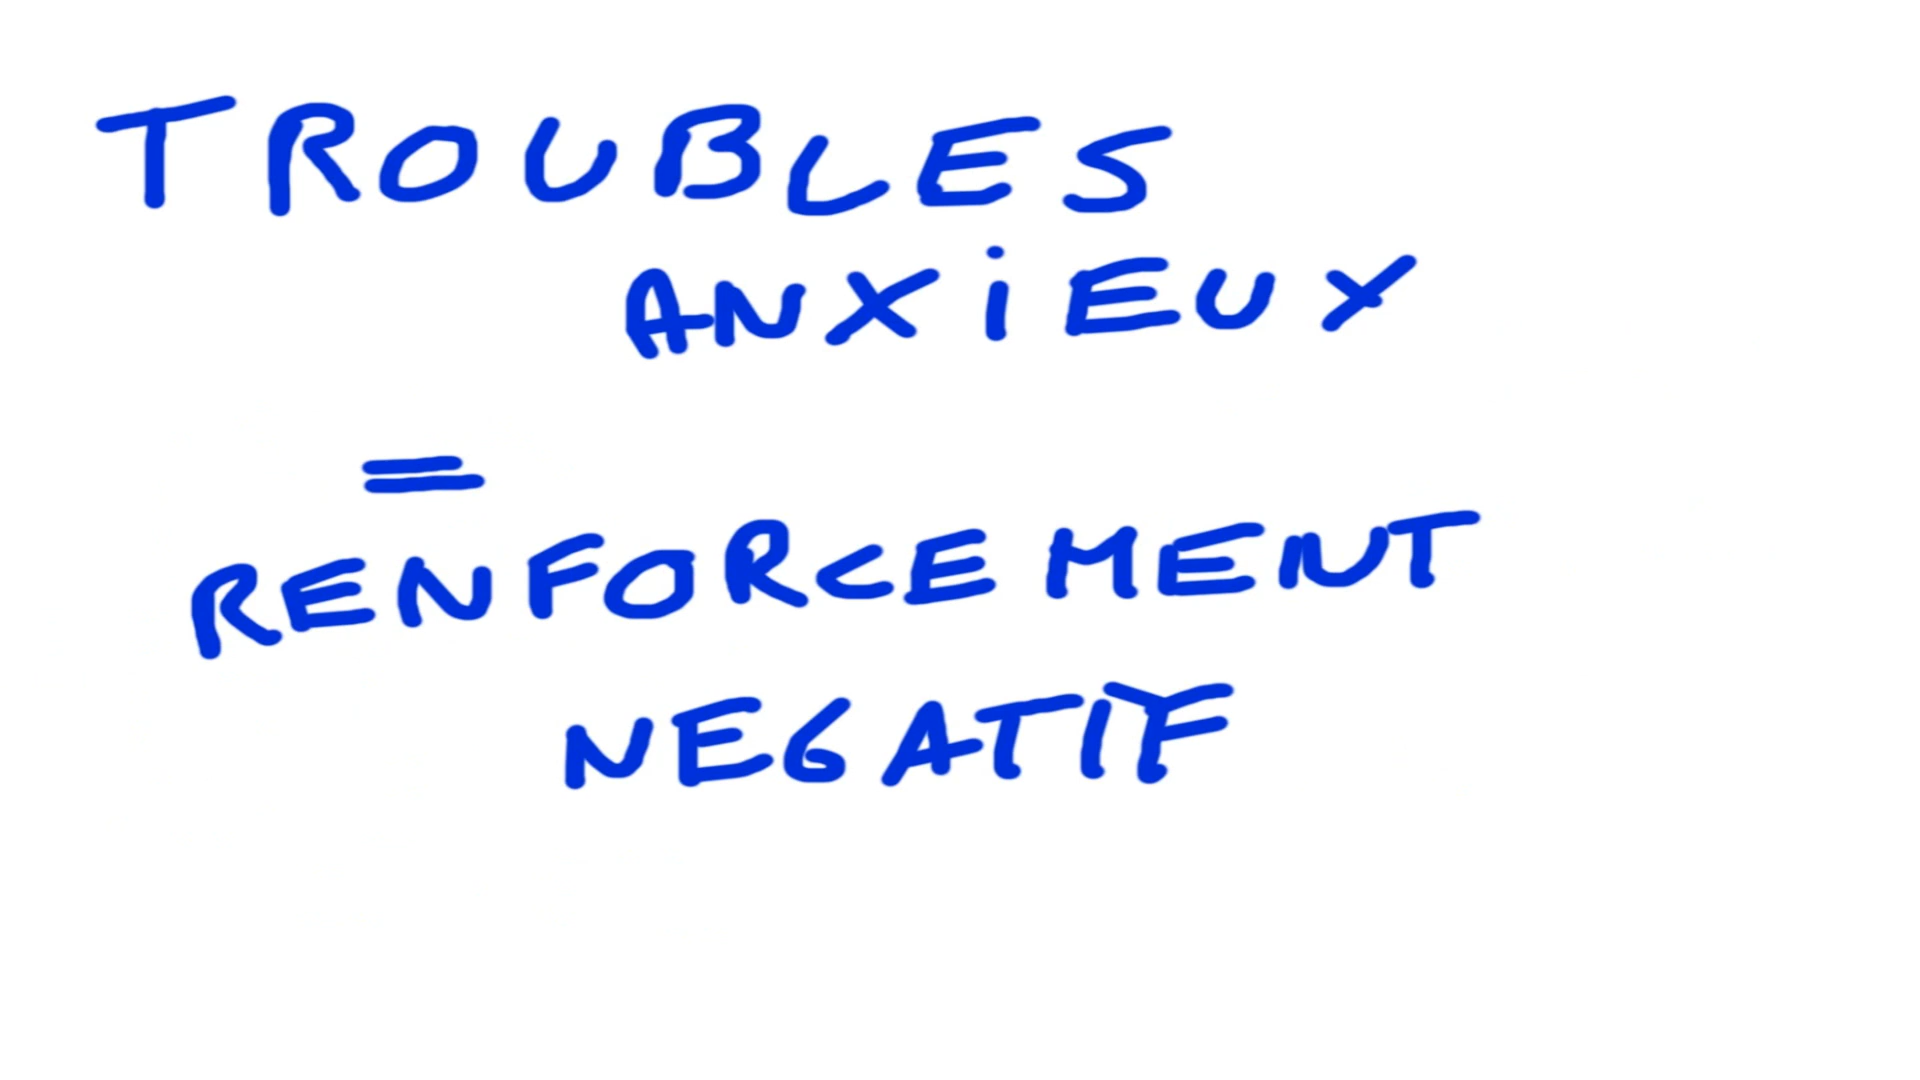 TROUBLES
ANXiEUX
=
RENFORCEMENT
NEGATIF